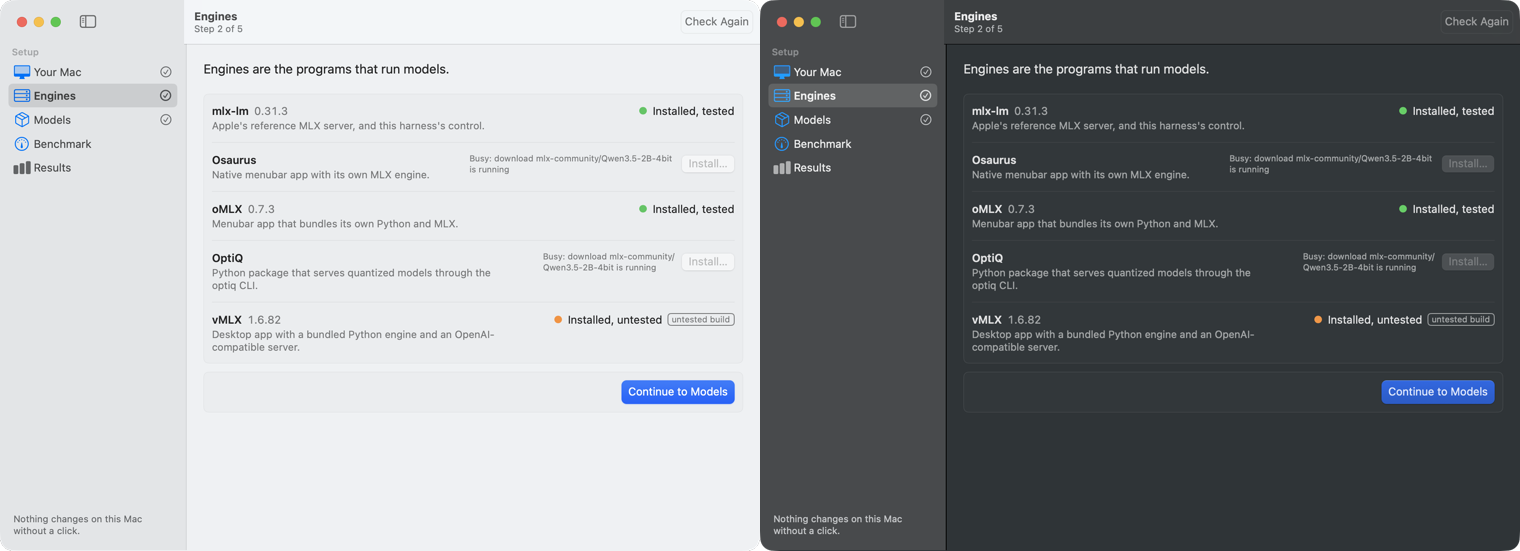 Engines
Step 2 of 5
Check Again
Setup
Your Mac
Engines
Models
Benchmark
Results
Engines are the programs that run models.
mlx-lm 0.31.3
Installed, tested
Apple's reference MLX server, and this harness's control.
Osaurus
Native menubar app with its own MLX engine.
Busy: download mlx-community/Qwen3.5-2B-4bit
is running
Install...
oMLX 0.7.3
Installed, tested
Menubar app that bundles its own Python and MLX.
OptiQ
Python package that serves quantized models through the
optiq CLI.
Busy: download mlx-community/
Qwen3.5-2B-4bit is running
Install...
vMLX 1.6.82
Installed, untested
untested build
Desktop app with a bundled Python engine and an OpenAI-
compatible server.
Continue to Models
Nothing changes on this Mac
without a click.
Engines
Step 2 of 5
Check Again
Setup
Your Mac
Engines
Models
Benchmark
Results
Engines are the programs that run models.
mlx-lm 0.31.3
Installed, tested
Apple's reference MLX server, and this harness's control.
Osaurus
Native menubar app with its own MLX engine.
Busy: download mlx-community/Qwen3.5-2B-4bit
is running
Install...
oMLX 0.7.3
Installed, tested
Menubar app that bundles its own Python and MLX.
OptiQ
Python package that serves quantized models through the
optiq CLI.
Busy: download mlx-community/
Qwen3.5-2B-4bit is running
Install...
vMLX 1.6.82
Installed, untested
untested build
Desktop app with a bundled Python engine and an OpenAI-
compatible server.
Continue to Models
Nothing changes on this Mac
without a click.